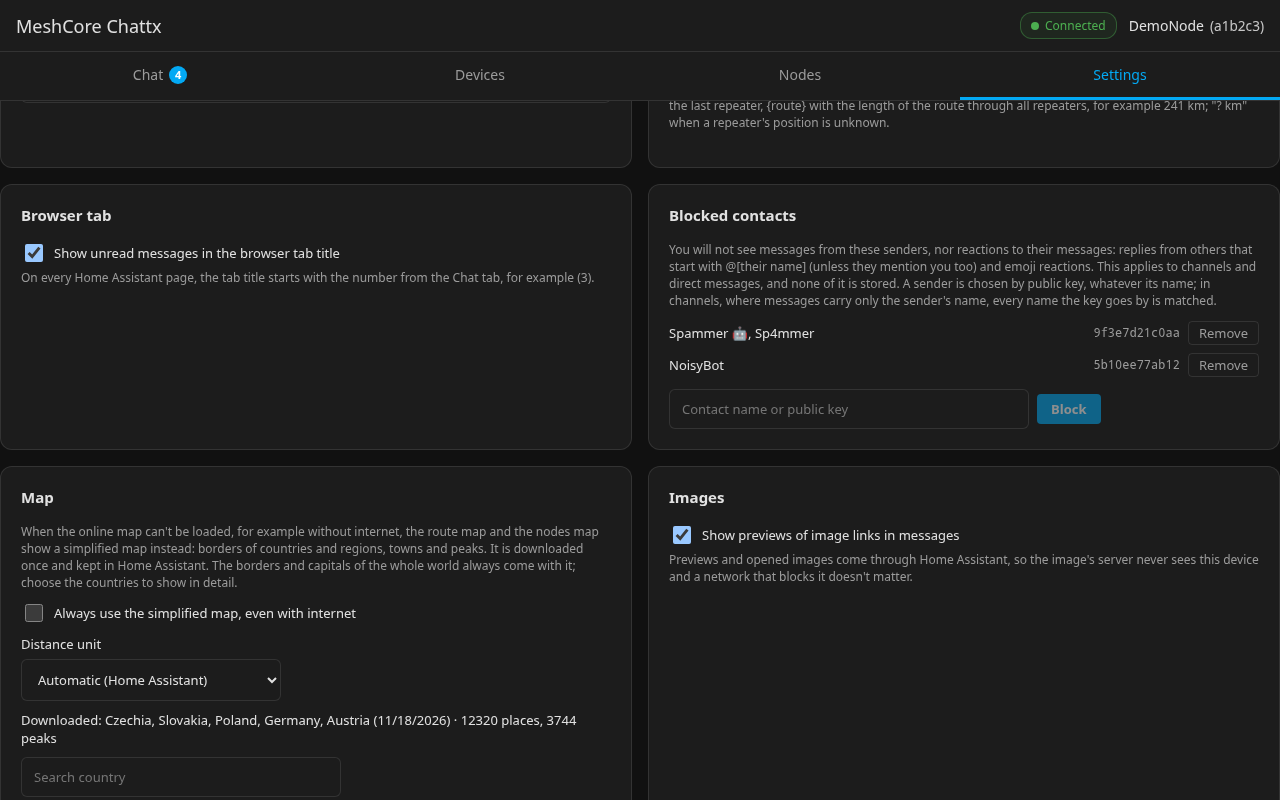 MeshCore Chattx
Connected
DemoNode (a1b2c3)
Chat 4
Devices
Nodes
Settings
the last repeater, {route} with the length of the route through all repeaters, for example 241 km; "? km"
when a repeater's position is unknown.
Browser tab
Show unread messages in the browser tab title
On every Home Assistant page, the tab title starts with the number from the Chat tab, for example (3).
Blocked contacts
You will not see messages from these senders, nor reactions to their messages: replies from others that
start with @[their name] (unless they mention you too) and emoji reactions. This applies to channels and
direct messages, and none of it is stored. A sender is chosen by public key, whatever its name; in
channels, where messages carry only the sender's name, every name the key goes by is matched.
Spammer 🤖, Sp4mmer
9f3e7d21c0aa
Remove
NoisyBot
5b10ee77ab12
Remove
Contact name or public key
Block
Map
When the online map can't be loaded, for example without internet, the route map and the nodes map
show a simplified map instead: borders of countries and regions, towns and peaks. It is downloaded
once and kept in Home Assistant. The borders and capitals of the whole world always come with it;
choose the countries to show in detail.
Always use the simplified map, even with internet
Distance unit
Automatic (Home Assistant)
Downloaded: Czechia, Slovakia, Poland, Germany, Austria (11/18/2026) · 12320 places, 3744
peaks
Search country
Images
Show previews of image links in messages
Previews and opened images come through Home Assistant, so the image's server never sees this device
and a network that blocks it doesn't matter.